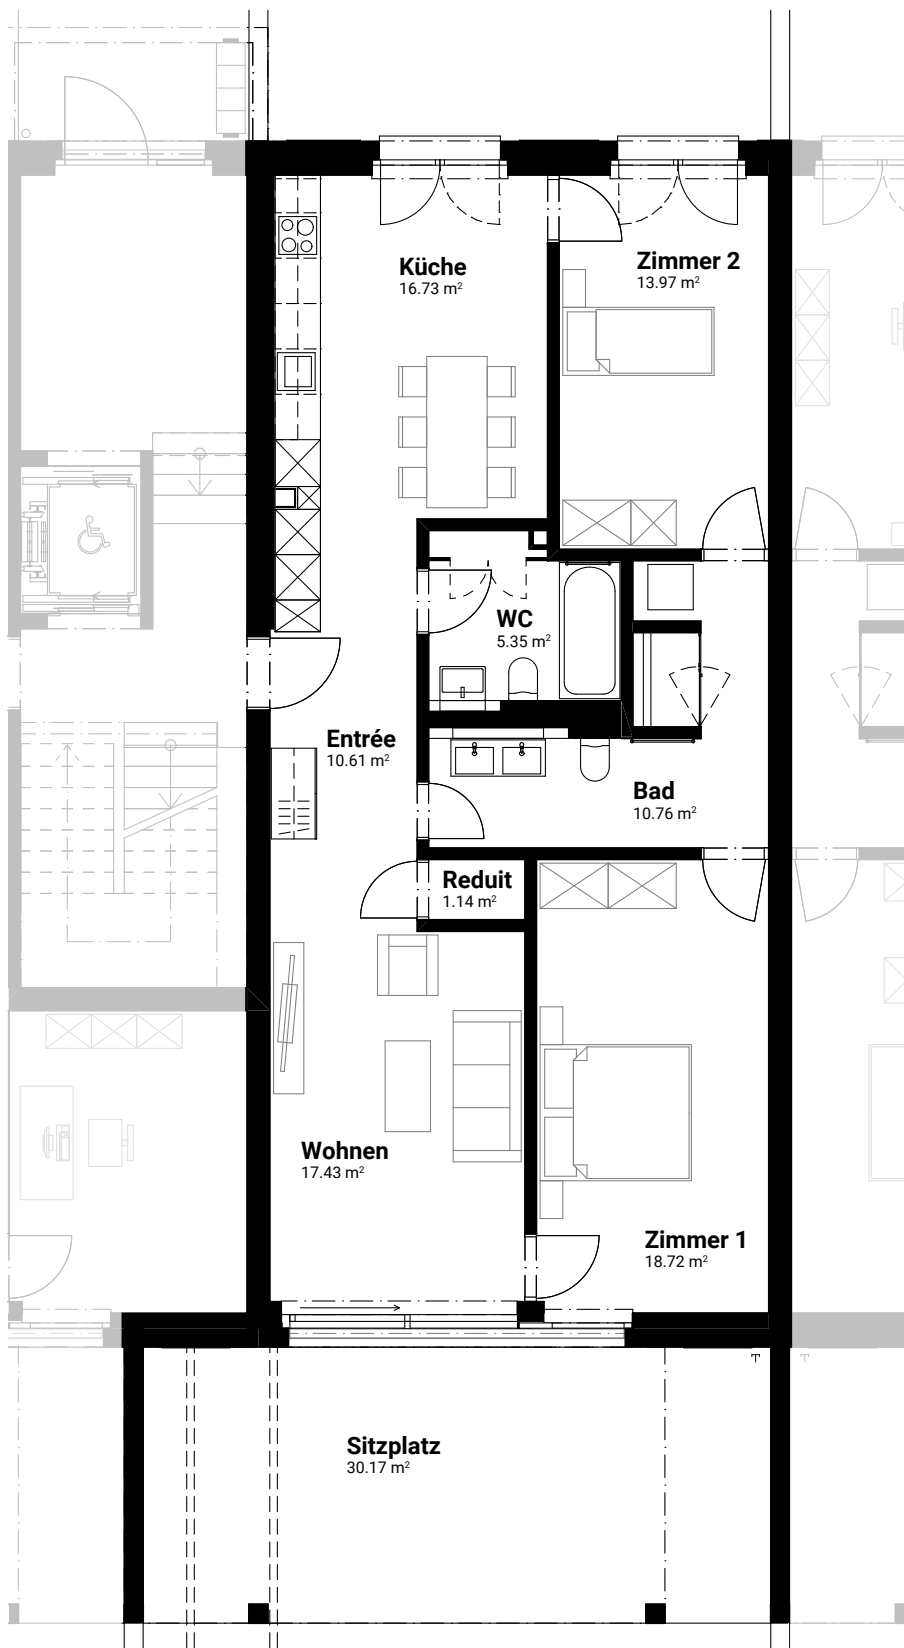 Küche
16.73 m²
Zimmer 2
13.97 m²
WC
5.35 m²
Entrée
10.61 m²
Bad
10.76 m²
Reduit
1.14 m²
Wohnen
17.43 m²
Zimmer 1
18.72 m²
T T
Sitzplatz
30.17 m²